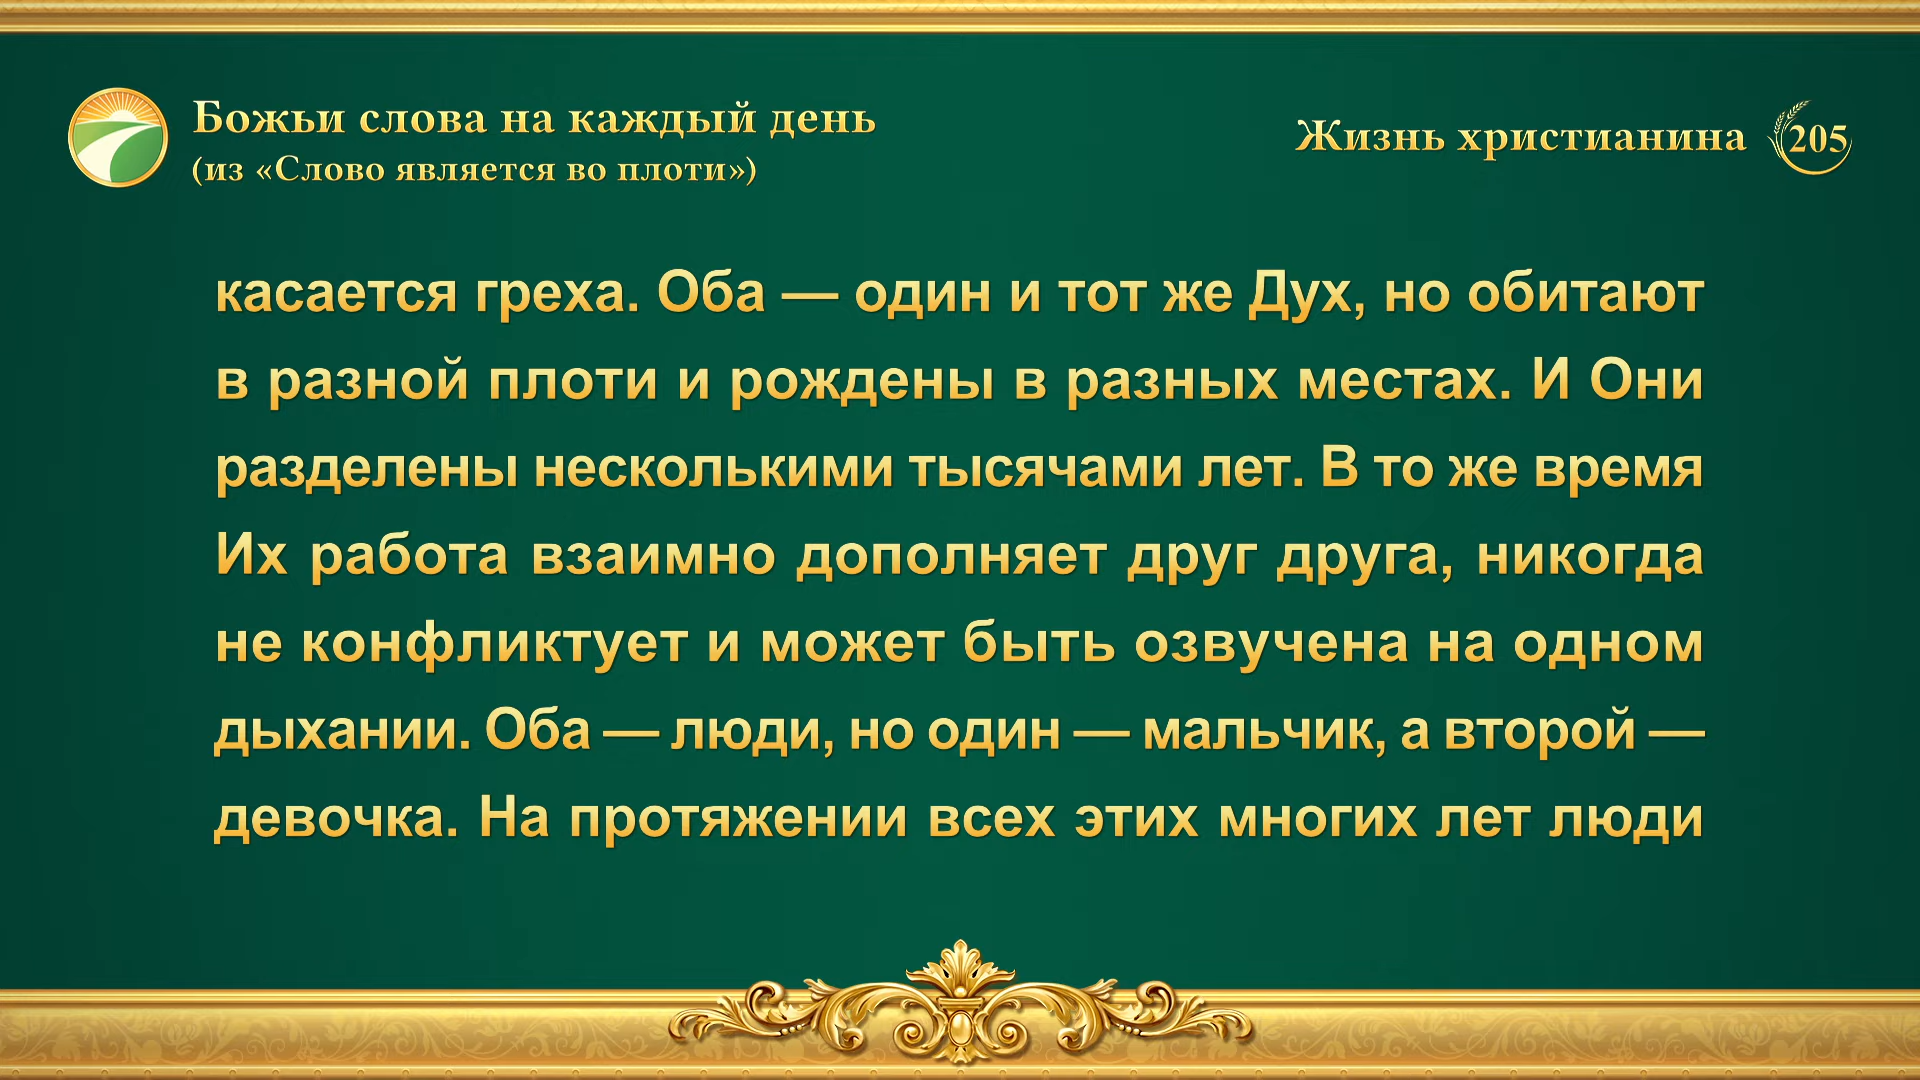 Божьи слова на каждый день
(из «Слово является во плоти»)
Жизнь христианина 205
касается греха. Оба — один и тот же Дух, но обитают
в разной плоти и рождены в разных местах. И Они
разделены несколькими тысячами лет. В то же время
Их работа взаимно дополняет друг друга, никогда
не конфликтует и может быть озвучена на одном
дыхании. Оба — люди, но один — мальчик, а второй —
девочка. На протяжении всех этих многих лет люди